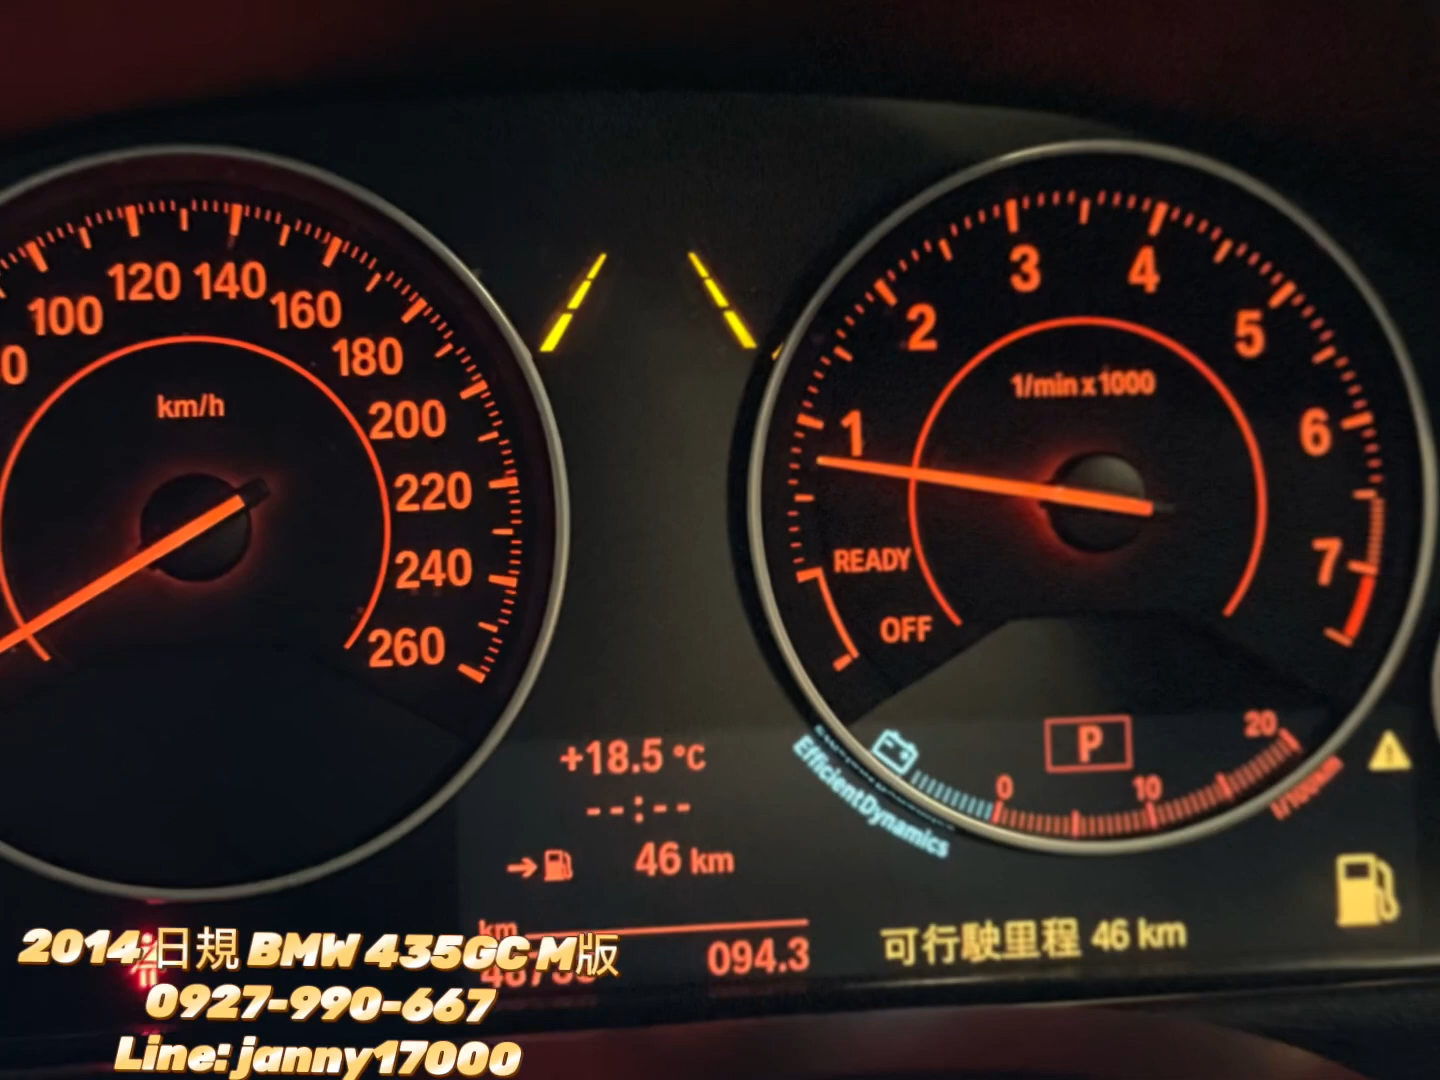 100
120
140
160
180
200
220
240
260
km/h
1
2
3
4
5
6
7
1/min x 1000
READY
OFF
P
0
10
20
l/100km
EfficientDynamics
+18.5 °C
--:--
46 km
km
094.3
可行駛里程 46 km
2014 日規 BMW 435GC M版
0927-990-667
Line: janny17000